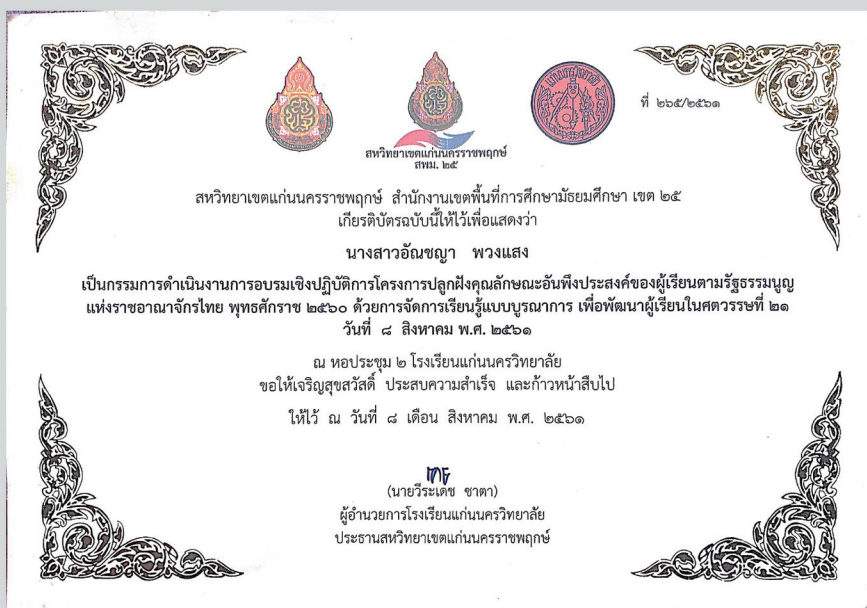 ที่ ๒๖๕/๒๕๖๑
สหวิทยาเขตแก่นนครราชพฤกษ์
สพม. ๒๕
สหวิทยาเขตแก่นนครราชพฤกษ์ สำนักงานเขตพื้นที่การศึกษามัธยมศึกษา เขต ๒๕
เกียรติบัตรฉบับนี้ให้ไว้เพื่อแสดงว่า
นางสาวอัณชญา พวงแสง
เป็นกรรมการดำเนินงานการอบรมเชิงปฏิบัติการโครงการปลูกฝังคุณลักษณะอันพึงประสงค์ของผู้เรียนตามรัฐธรรมนูญ
แห่งราชอาณาจักรไทย พุทธศักราช ๒๕๖๐ ด้วยการจัดการเรียนรู้แบบบูรณาการ เพื่อพัฒนาผู้เรียนในศตวรรษที่ ๒๑
วันที่ ๘ สิงหาคม พ.ศ. ๒๕๖๑
ณ หอประชุม ๒ โรงเรียนแก่นนครวิทยาลัย
ขอให้เจริญสุขสวัสดิ์ ประสบความสำเร็จ และก้าวหน้าสืบไป
ให้ไว้ ณ วันที่ ๘ เดือน สิงหาคม พ.ศ. ๒๕๖๑
(นายวีระเดช ซาตา)
ผู้อำนวยการโรงเรียนแก่นนครวิทยาลัย
ประธานสหวิทยาเขตแก่นนครราชพฤกษ์